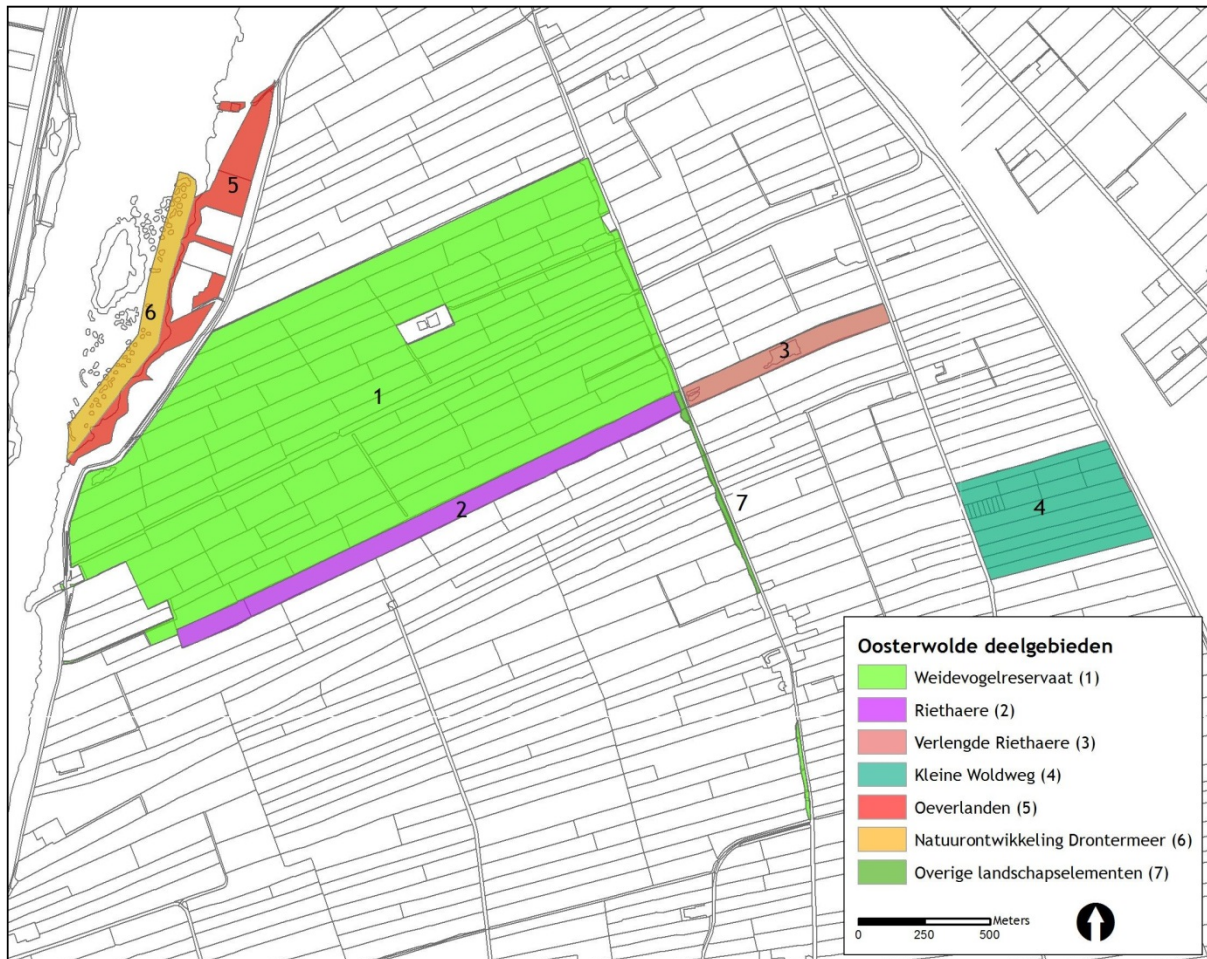 5
6
3
1
7
2
4
Oosterwolde deelgebieden
Weidevogelreservaat (1)
Riethaere (2)
Verlengde Riethaere (3)
Kleine Woldweg (4)
Oeverlanden (5)
Natuurontwikkeling Drontermeer (6)
Overige landschapselementen (7)
Meters
0 250 500